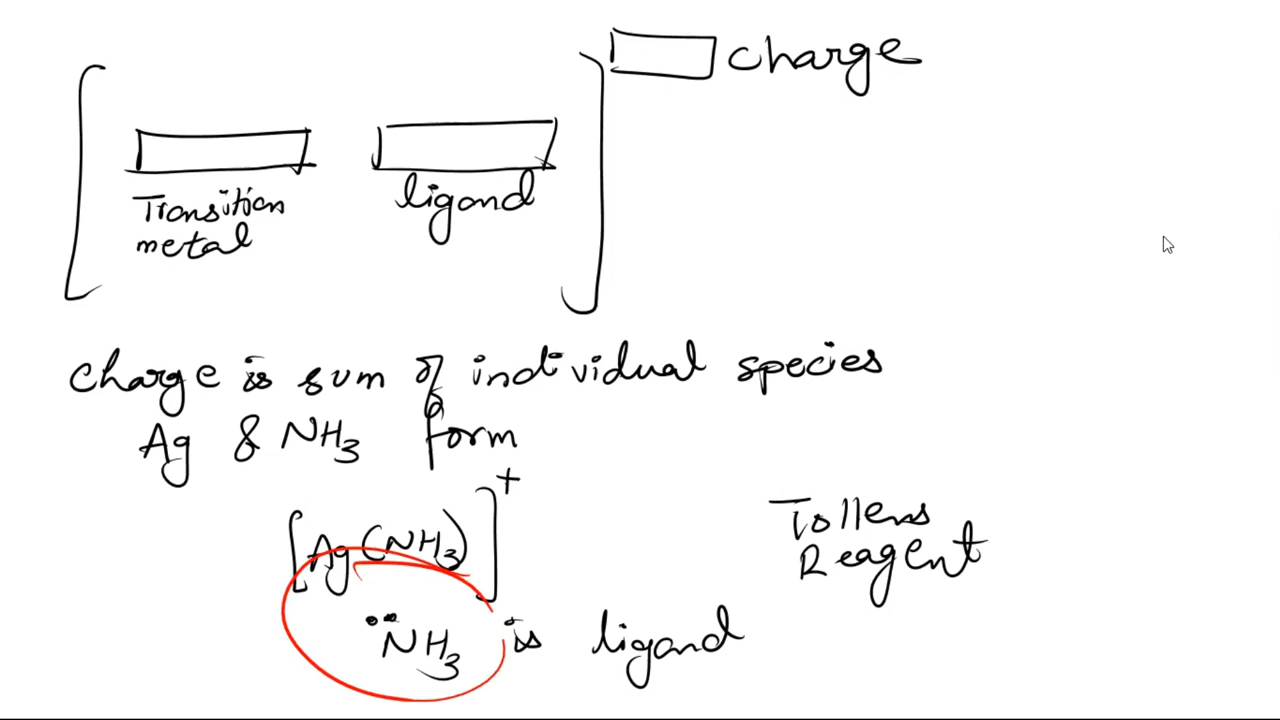 charge
Transition
metal
ligand
charge is sum of individual species
Ag & NH3 form
[Ag(NH3)]+
Tollens
Reagent
:NH3 is ligand